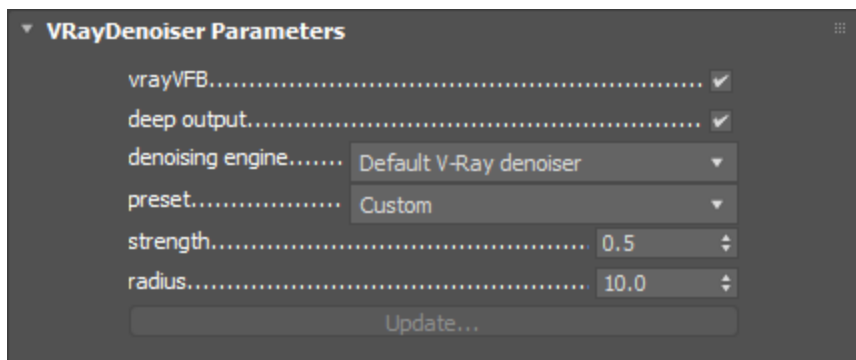 VRayDenoiser Parameters
vrayVFB..............................................................
deep output.........................................................
denoising engine....... Default V-Ray denoiser
preset................... Custom
strength............................................... 0.5
radius.................................................. 10.0
Update...